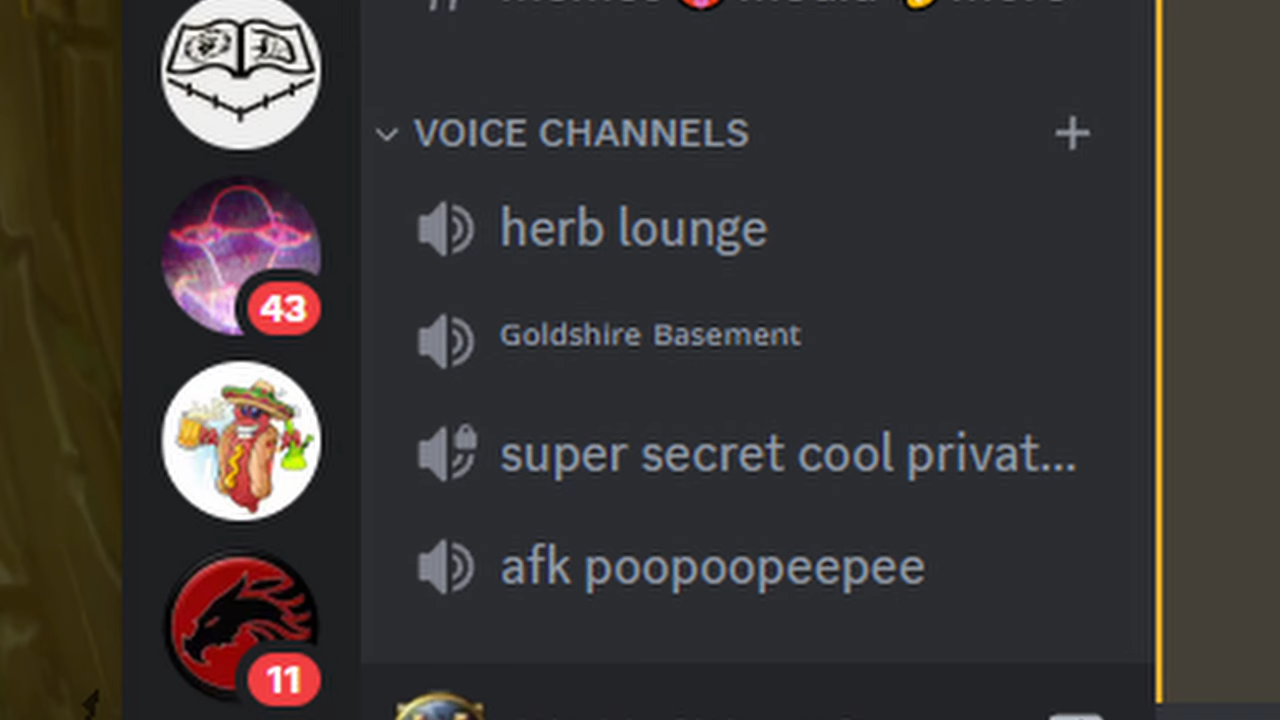 VOICE CHANNELS
herb lounge
43
Goldshire Basement
super secret cool privat...
afk poopoopeepee
11